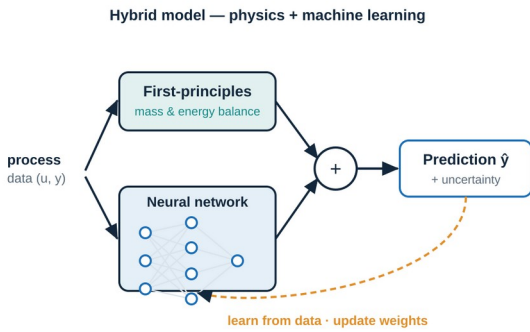 Hybrid model — physics + machine learning
First-principles
mass & energy balance
process
data (u, y)
Neural network
+
Prediction ŷ
+ uncertainty
learn from data · update weights